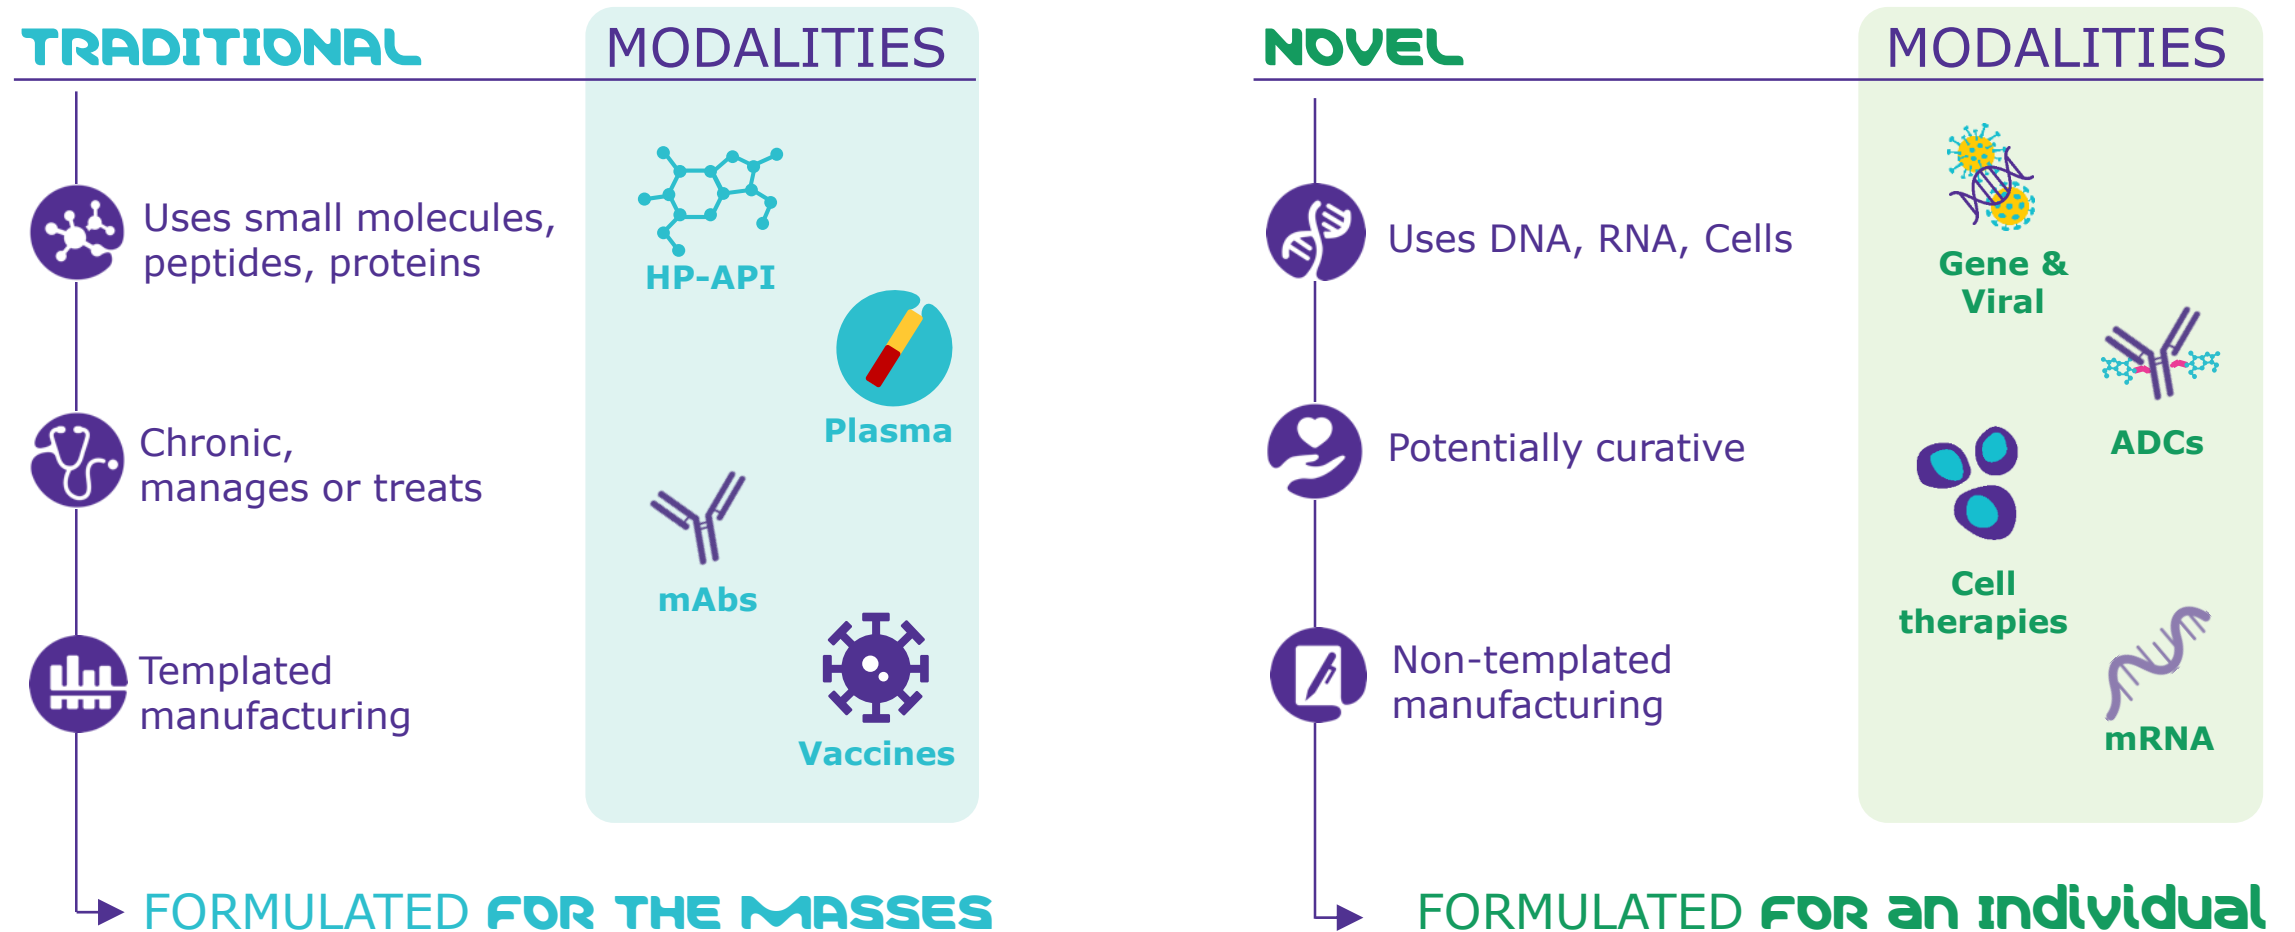 TRADITIONAL
MODALITIES
Uses small molecules,
peptides, proteins
Chronic,
manages or treats
Templated
manufacturing
HP-API
Plasma
mAbs
Vaccines
FORMULATED FOR THE MASSES
NOVEL
MODALITIES
Uses DNA, RNA, Cells
Potentially curative
Non-templated
manufacturing
Gene &
Viral
ADCs
Cell
therapies
mRNA
FORMULATED FOR an Individual